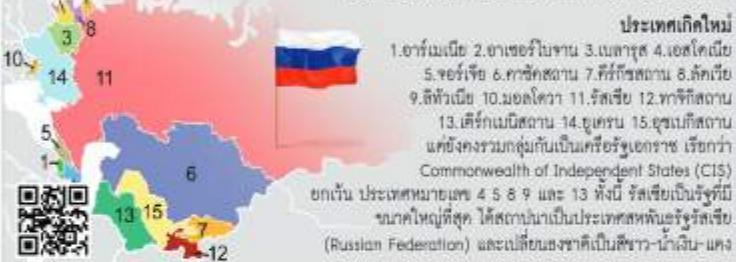 ประเทศเกิดใหม่
1.อาร์เมเนีย 2.อาเซอร์ไบจาน 3.เบลารุส 4.เอสโตเนีย
5.จอร์เจีย 6.คาซัคสถาน 7.คีร์กีซสถาน 8.ลัตเวีย
9.ลิทัวเนีย 10.มอลโดวา 11.รัสเซีย 12.ทาจิกิสถาน
13.เติร์กเมนิสถาน 14.ยูเครน 15.อุซเบกิสถาน
แต่ยังคงรวมกลุ่มกันเป็นเครือรัฐเอกราช เรียกว่า
Commonwealth of Independent States (CIS)
ยกเว้น ประเทศหมายเลข 4 5 8 9 และ 13 ทั้งนี้ รัสเซียเป็นรัฐที่มี
ขนาดใหญ่ที่สุด ได้สถาปนาเป็นประเทศสหพันธรัฐรัสเซีย
(Russian Federation) และเปลี่ยนธงชาติเป็นสีขาว-น้ำเงิน-แดง
3
8
10
14
11
5
1
6
13
15
7
12